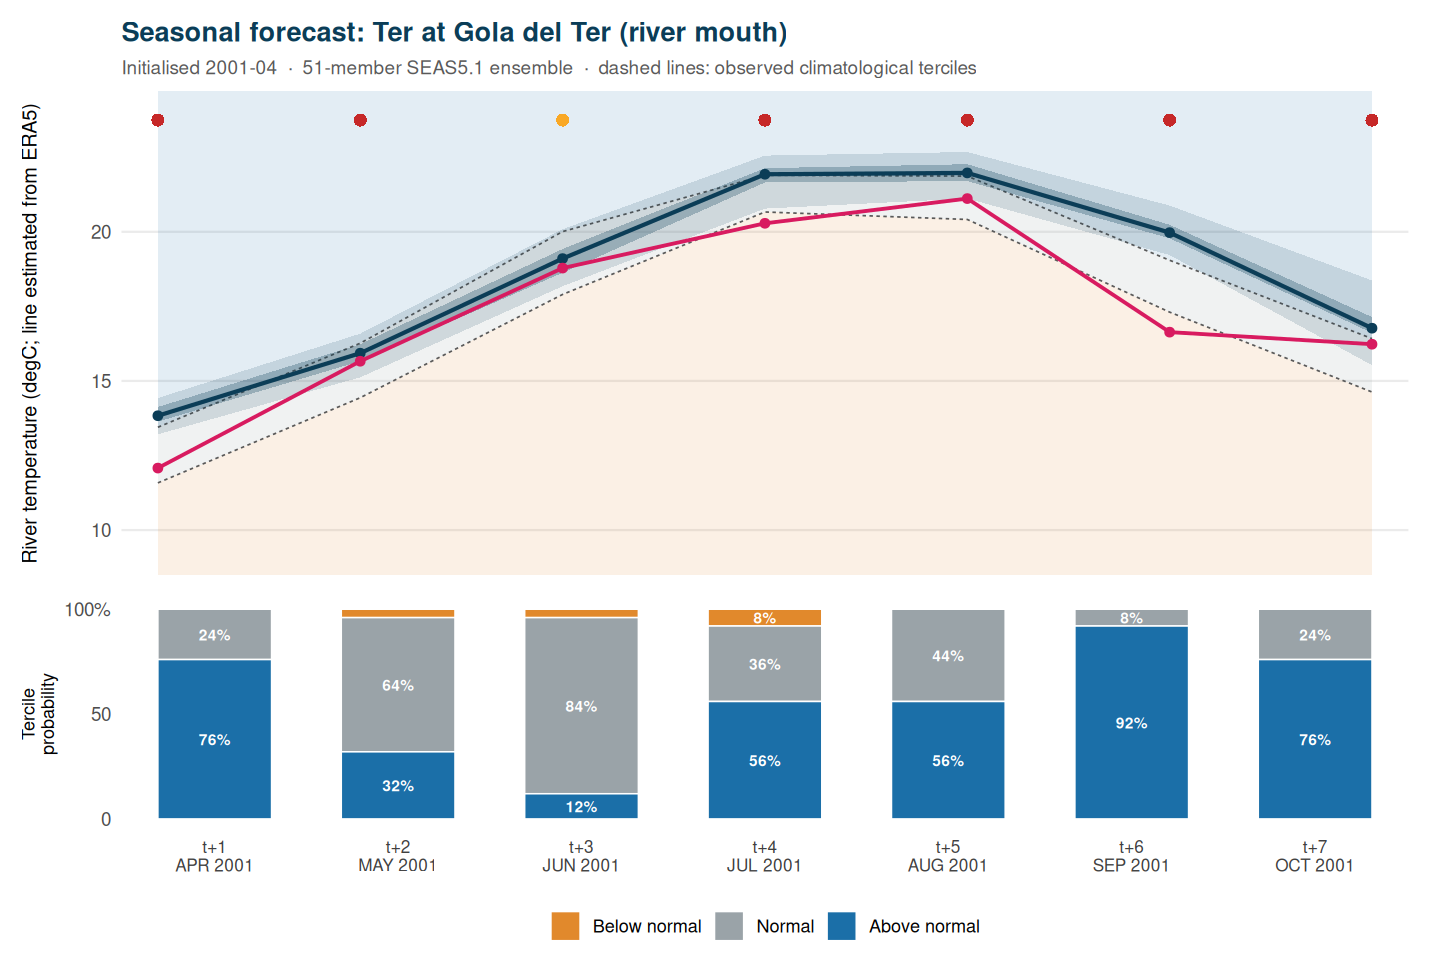 Seasonal forecast: Ter at Gola del Ter (river mouth)
Initialised 2001-04 · 51-member SEAS5.1 ensemble · dashed lines: observed climatological terciles
River temperature (degC; line estimated from ERA5)
20
15
10
Tercile
probability
100%
50
0
24%
76%
64%
32%
84%
12%
8%
36%
56%
44%
56%
8%
92%
24%
76%
t+1
APR 2001
t+2
MAY 2001
t+3
JUN 2001
t+4
JUL 2001
t+5
AUG 2001
t+6
SEP 2001
t+7
OCT 2001
Below normal
Normal
Above normal